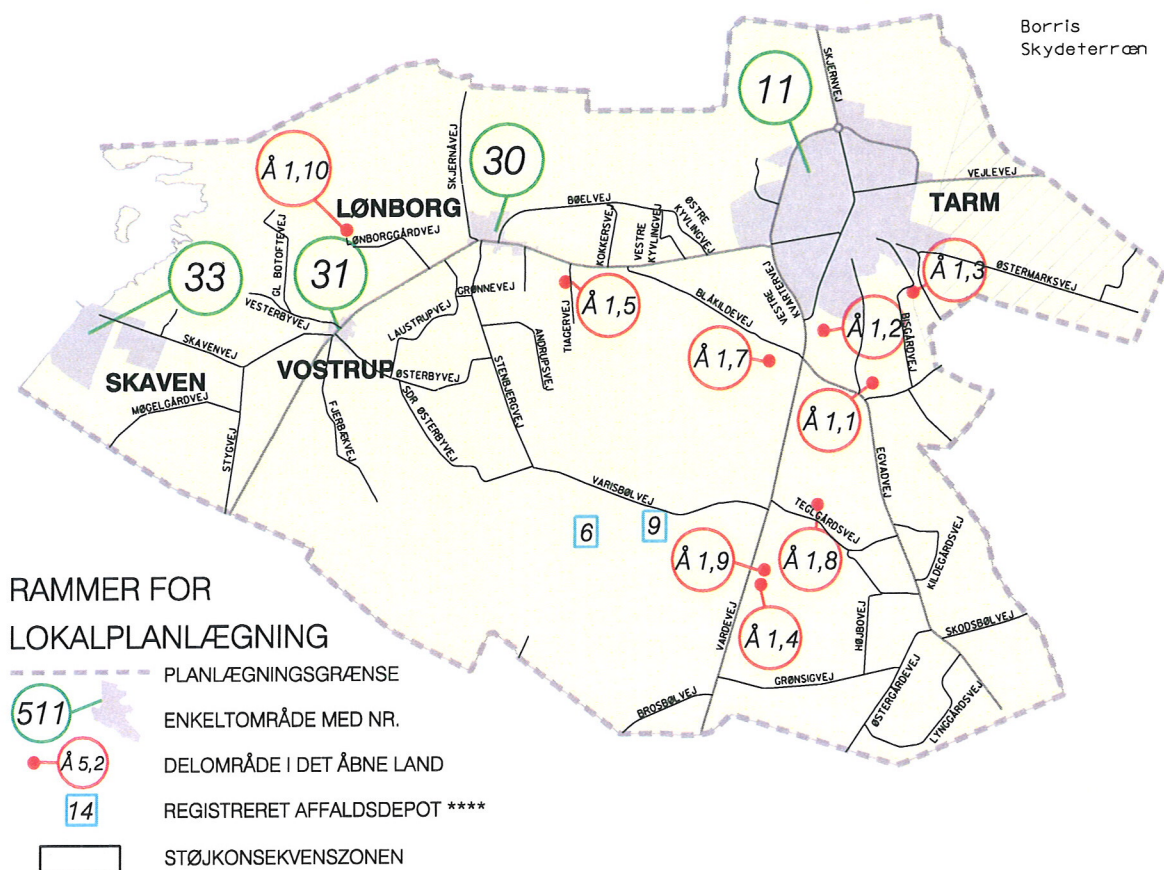 Borris
Skydeterræn
SKJERNVEJ
11
Å 1,10
30
SKJERNÅVEJ
LØNBORG
VEJLEVEJ
TARM
BØELVEJ
ØSTRE
KYVLINGVEJ
VESTRE
KYVLINGVEJ
KOKKERSVEJ
LØNBORGGÅRDVEJ
GL BOTOFTEVEJ
33
31
VESTERBYVEJ
GRØNNEVEJ
LAUSTRUPVEJ
TIAGERVEJ
Å 1,5
BLÅKILDEVEJ
VESTRE
KVARTERVEJ
Å 1,3
ØSTERMARKSVEJ
Å 1,2
BISGÅRDVEJ
Å 1,7
SKAVENVEJ
SKAVEN
VOSTRUP
ØSTERBYVEJ
ANDRUPSVEJ
STENBJERGVEJ
MØGELGÅRDVEJ
STYGVEJ
FJERBÆKVEJ
SDR ØSTERBYVEJ
Å 1,1
EGVADVEJ
VARISBØLVEJ
6
9
TEGLGÅRDSVEJ
Å 1,9
Å 1,8
KILDEGÅRDSVEJ
Å 1,4
VARDEVEJ
HØJBOVEJ
SKODSBØLVEJ
GRØNSIGVEJ
BROSBØLVEJ
ØSTERGÅRDEVEJ
LYNGGÅRDSVEJ
RAMMER FOR
LOKALPLANLÆGNING
PLANLÆGNINGSGRÆNSE
511
ENKELTOMRÅDE MED NR.
Å 5,2
DELOMRÅDE I DET ÅBNE LAND
14
REGISTRERET AFFALDSDEPOT ****
STØJKONSEKVENSZONEN